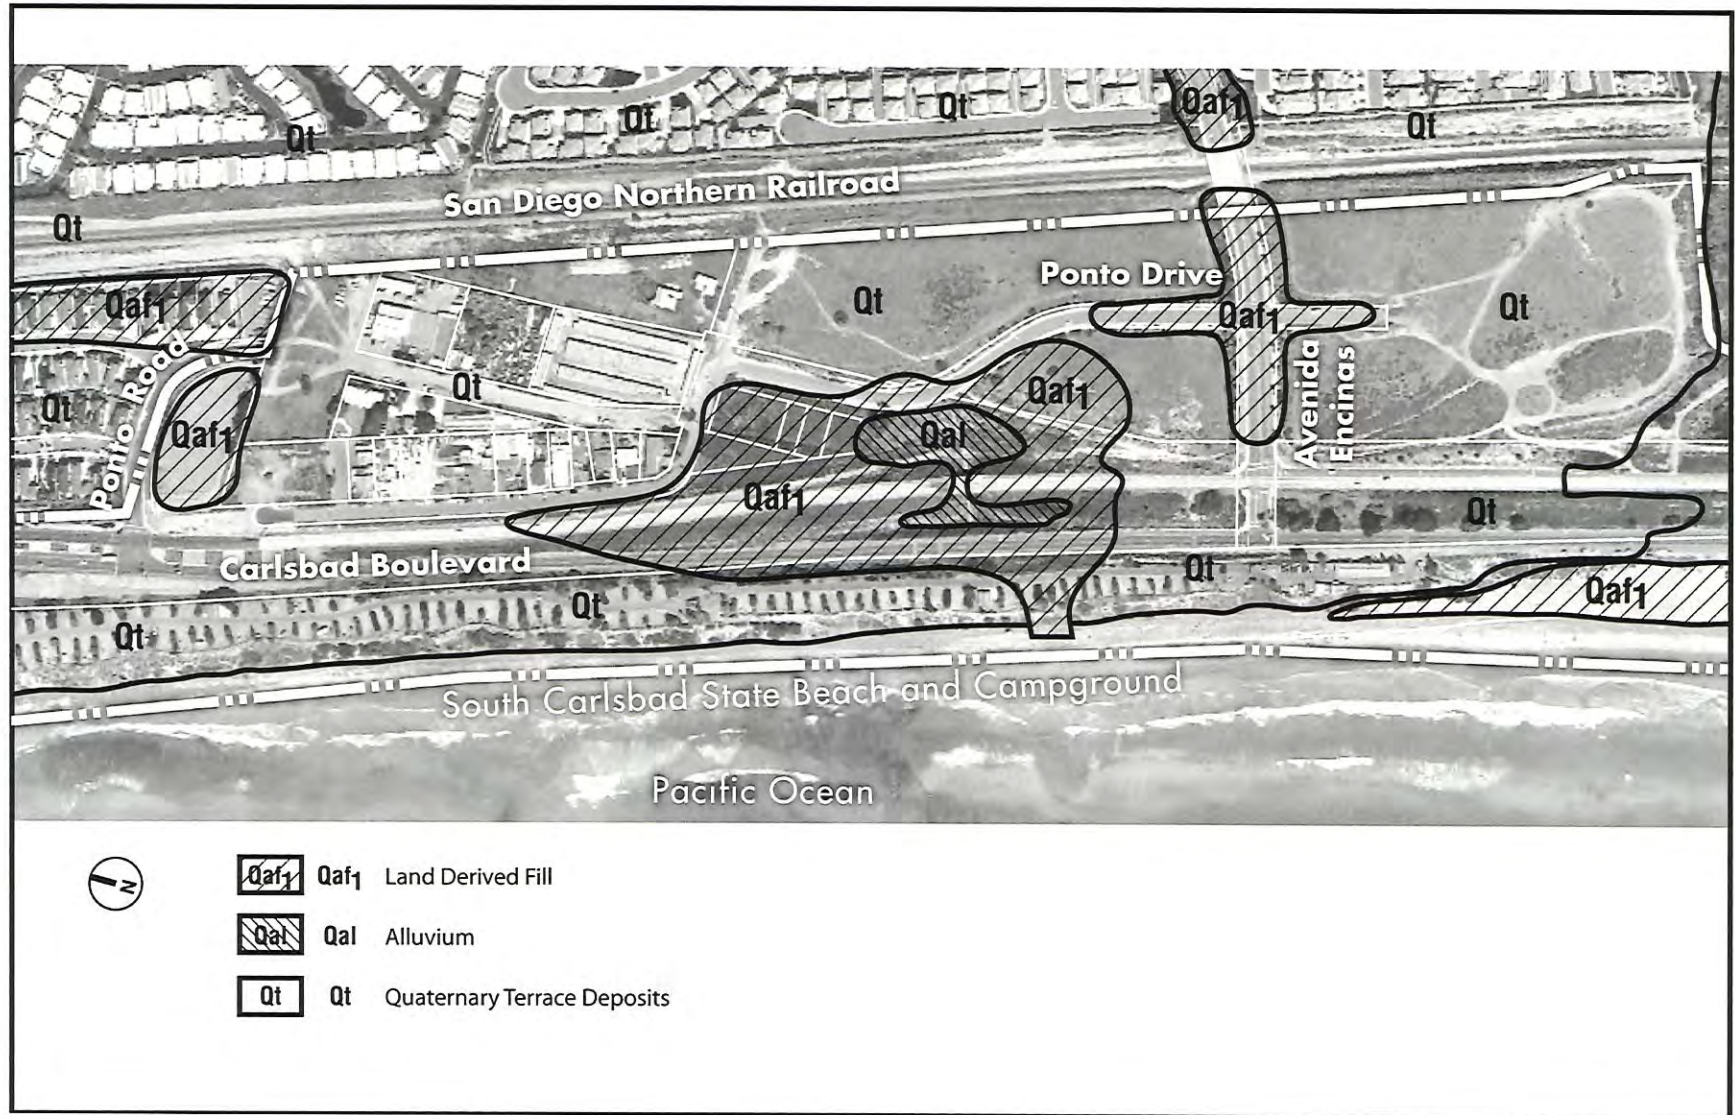 Qaf1
Qt
Qt
Qt
Qt
San Diego Northern Railroad
Qt
Ponto Drive
Qaf1
Qt
Qt
Qaf1
Ponto Road
Qt
Qt
Qaf1
Qaf1
Qal
Avenida
Encinas
Qaf1
Qt
Carlsbad Boulevard
Qt
Qt
Qaf1
Qt
South Carlsbad State Beach and Campground
Pacific Ocean
N
Qaf1 Qaf1 Land Derived Fill
Qal Qal Alluvium
Qt Qt Quaternary Terrace Deposits